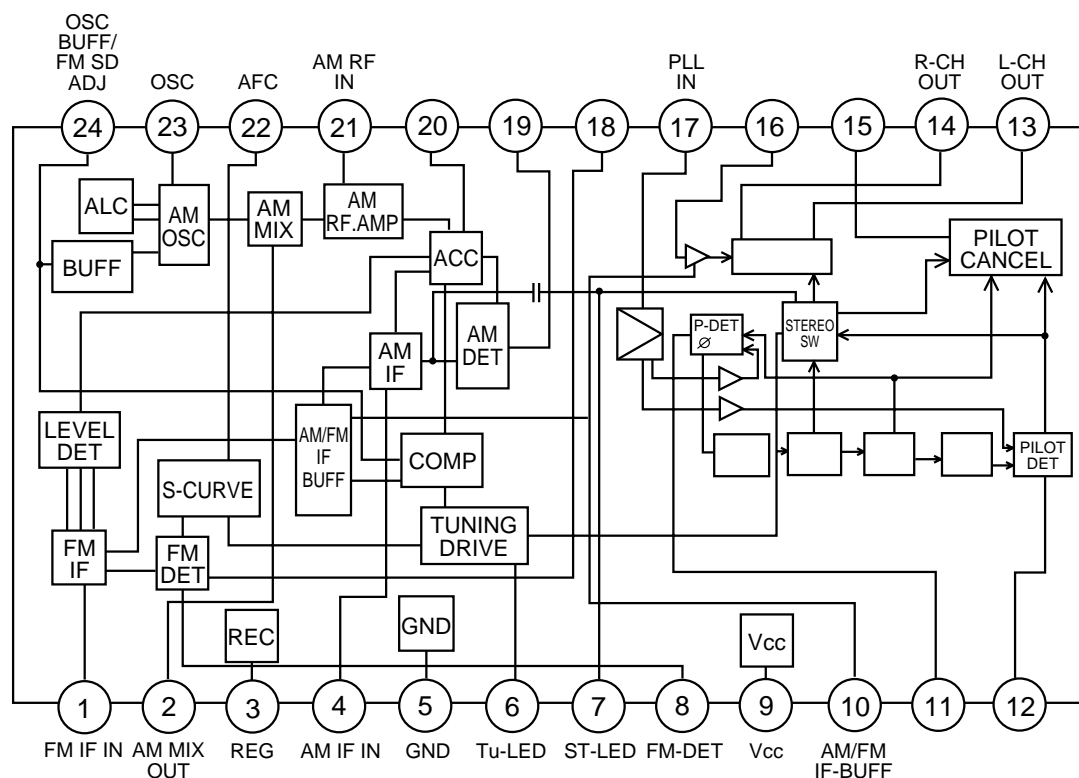 OSC
BUFF/
FM SD
ADJ
OSC
AFC
AM RF
IN
PLL
IN
R-CH
OUT
L-CH
OUT
24
23
22
21
20
19
18
17
16
15
14
13
ALC
AM
OSC
AM
MIX
AM
RF.AMP
BUFF
ACC
PILOT
CANCEL
AM
IF
AM
DET
P-DET
Ø
STEREO
SW
LEVEL
DET
AM/FM
IF
BUFF
COMP
PILOT
DET
S-CURVE
TUNING
DRIVE
FM
IF
FM
DET
REC
GND
Vcc
1
2
3
4
5
6
7
8
9
10
11
12
FM IF IN
AM MIX
OUT
REG
AM IF IN
GND
Tu-LED
ST-LED
FM-DET
Vcc
AM/FM
IF-BUFF